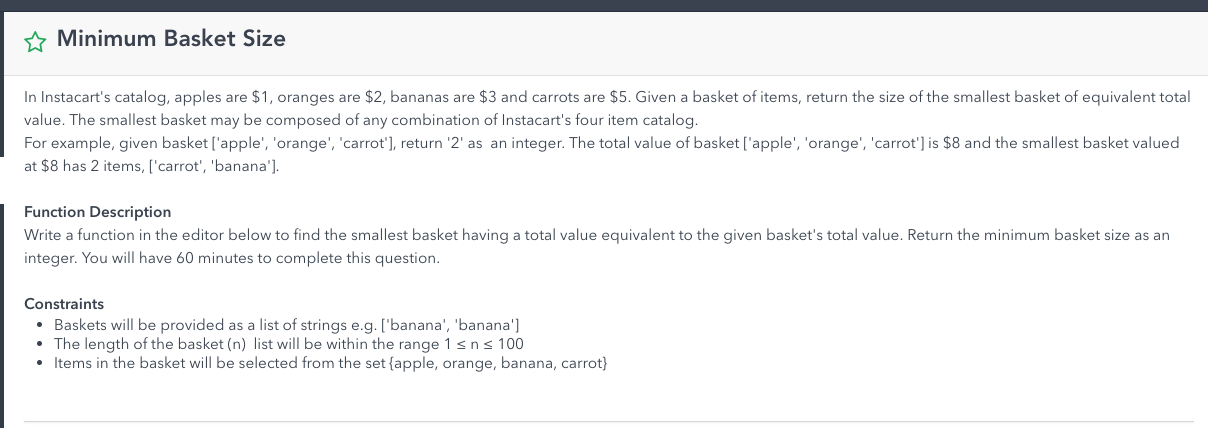 Minimum Basket Size
In Instacart's catalog, apples are $1, oranges are $2, bananas are $3 and carrots are $5. Given a basket of items, return the size of the smallest basket of equivalent total
value. The smallest basket may be composed of any combination of Instacart's four item catalog.
For example, given basket ['apple', 'orange', 'carrot'], return '2' as  an integer. The total value of basket ['apple', 'orange', 'carrot'] is $8 and the smallest basket valued
at $8 has 2 items, ['carrot', 'banana'].
Function Description
Write a function in the editor below to find the smallest basket having a total value equivalent to the given basket's total value. Return the minimum basket size as an
integer. You will have 60 minutes to complete this question.
Constraints
• Baskets will be provided as a list of strings e.g. ['banana', 'banana']
• The length of the basket (n)  list will be within the range 1 ≤ n ≤ 100
• Items in the basket will be selected from the set {apple, orange, banana, carrot}